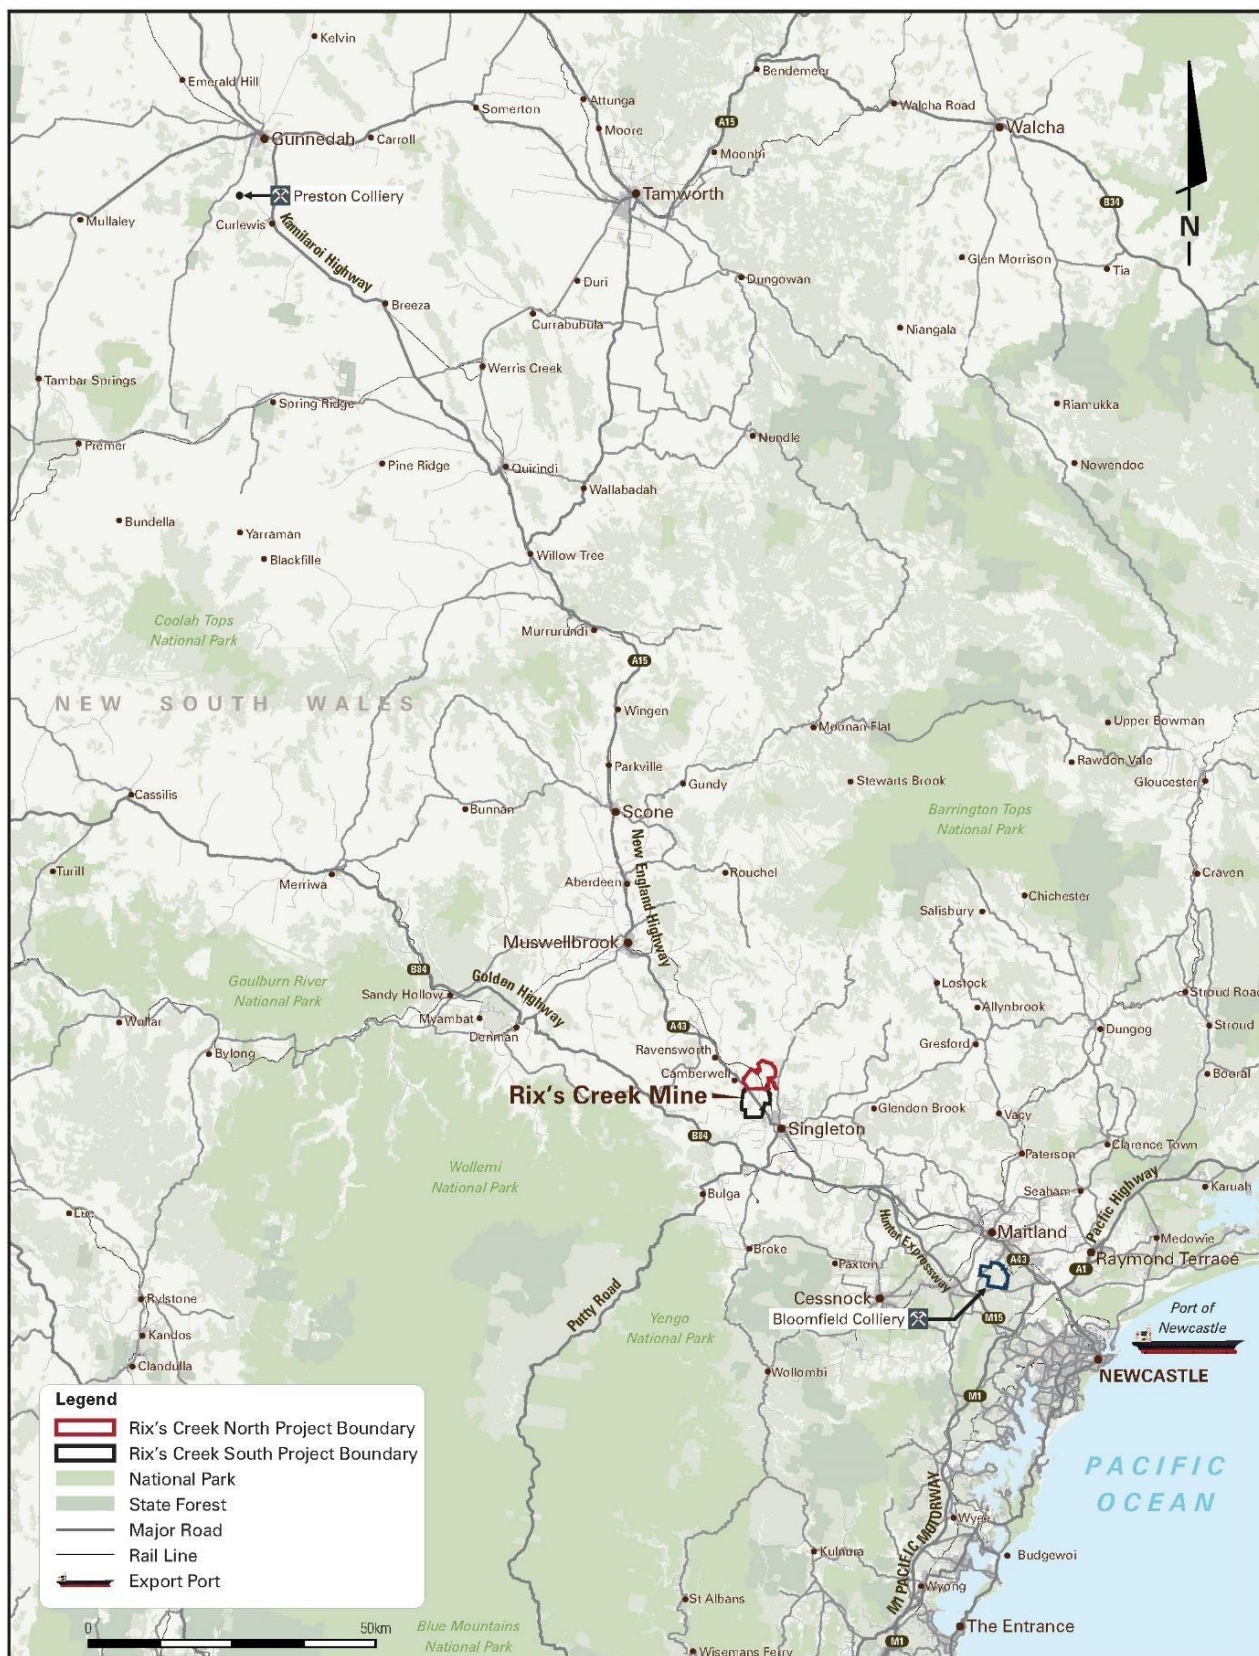 Kelvin
Emerald Hill
Bendemeer
Attunga
Somerton
Walcha Road
A15
Moore
Walcha
Gunnedah
Carroll
Moonbi
Preston Colliery
Tamworth
B34
Mullaley
Curlewis
N
Kamilaroi Highway
Glen Morrison
Tia
Duri
Dungowan
Breeza
Currabubula
Niangala
Werris Creek
Tambar Springs
Spring Ridge
Riamukka
Premer
Nundle
Pine Ridge
Quirindi
Nowendoc
Wallabadah
Bundella
Yarraman
Blackfille
Willow Tree
Coolah Tops
National Park
Murrurundi
A15
NEW SOUTH WALES
Wingen
Moonan Flat
Upper Bowman
Parkville
Rawdon Vale
Gundy
Stewarts Brook
Gloucester
Cassilis
Bunnan
Scone
Barrington Tops
National Park
New England Highway
Turill
Merriwa
Aberdeen
Rouchel
Craven
Chichester
Salisbury
Muswellbrook
B84
Golden Highway
Goulburn River
National Park
Sandy Hollow
Lostock
Stroud Road
Allynbrook
Wollar
Myambat
Denman
A43
Dungog
Stroud
Gresford
Bylong
Ravensworth
Camberwell
Booral
Rix's Creek Mine
Glendon Brook
Vacy
Singleton
B84
Clarence Town
Paterson
Wollemi
National Park
Seaham
Pacific Highway
Karuah
Bulga
Lue
Hunter Expressway
Maitland
Medowie
Broke
Paxton
A43
A1
Raymond Terrace
Putty Road
Rylstone
Cessnock
Port of
Newcastle
Yengo
National Park
Bloomfield Colliery
M15
Kandos
Clandulla
Wollombi
NEWCASTLE
M1
Legend
Rix's Creek North Project Boundary
Rix's Creek South Project Boundary
National Park
State Forest
Major Road
Rail Line
Export Port
PACIFIC
OCEAN
M1 PACIFIC MOTORWAY
Wyee
Kulnura
Budgewoi
Wyong
St Albans
Blue Mountains
National Park
The Entrance
M1
Wisemans Ferry
0
50km